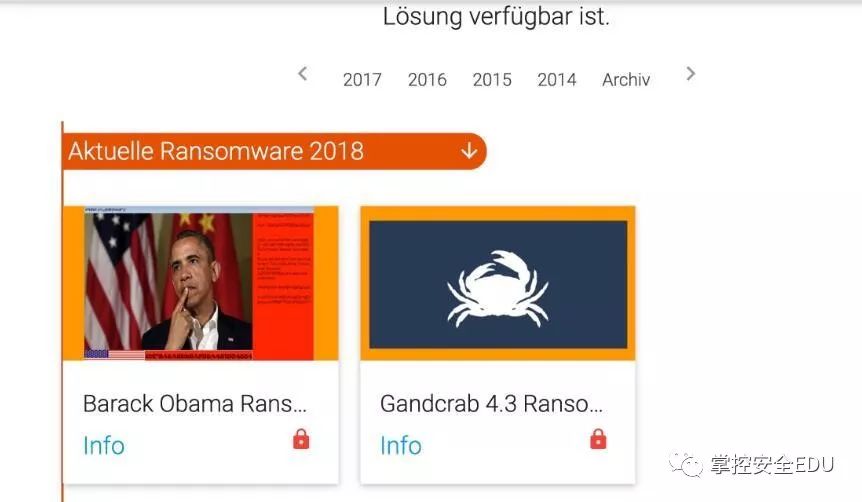 Lösung verfügbar ist.
2017 2016 2015 2014 Archiv
Aktuelle Ransomware 2018
Barack Obama Rans...
Gandcrab 4.3 Ranso...
Info
Info
掌控安全EDU